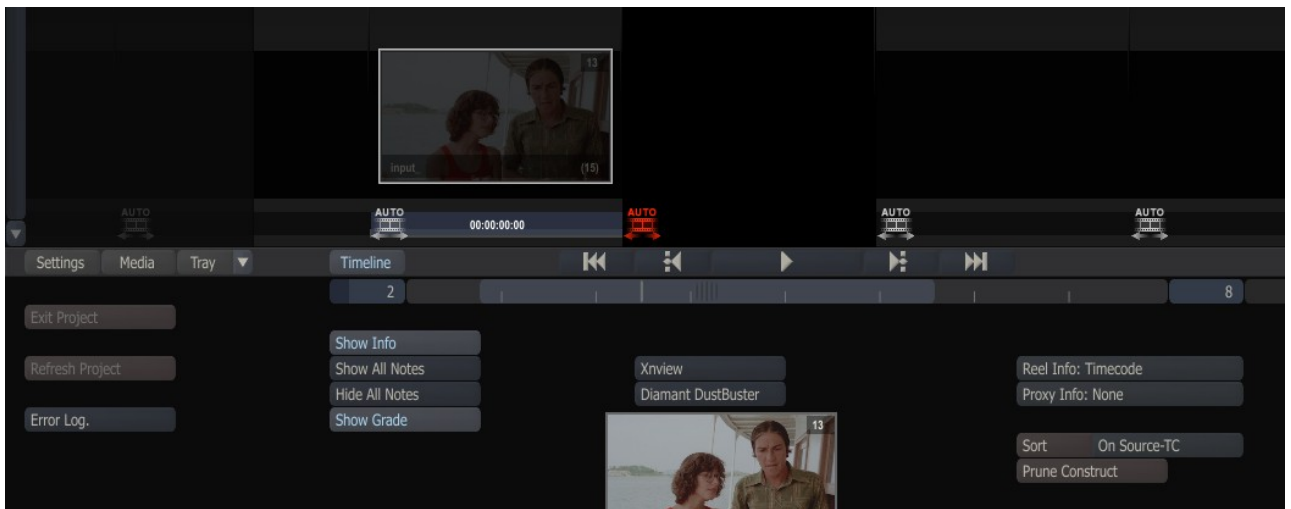 13
input_ (15)
AUTO AUTO AUTO AUTO AUTO
00:00:00:00
Settings Media Tray Timeline
2 8
Exit Project
Show Info
Refresh Project Show All Notes Xnview Reel Info: Timecode
Hide All Notes Diamant DustBuster Proxy Info: None
Error Log. Show Grade
13
Sort On Source-TC
Prune Construct